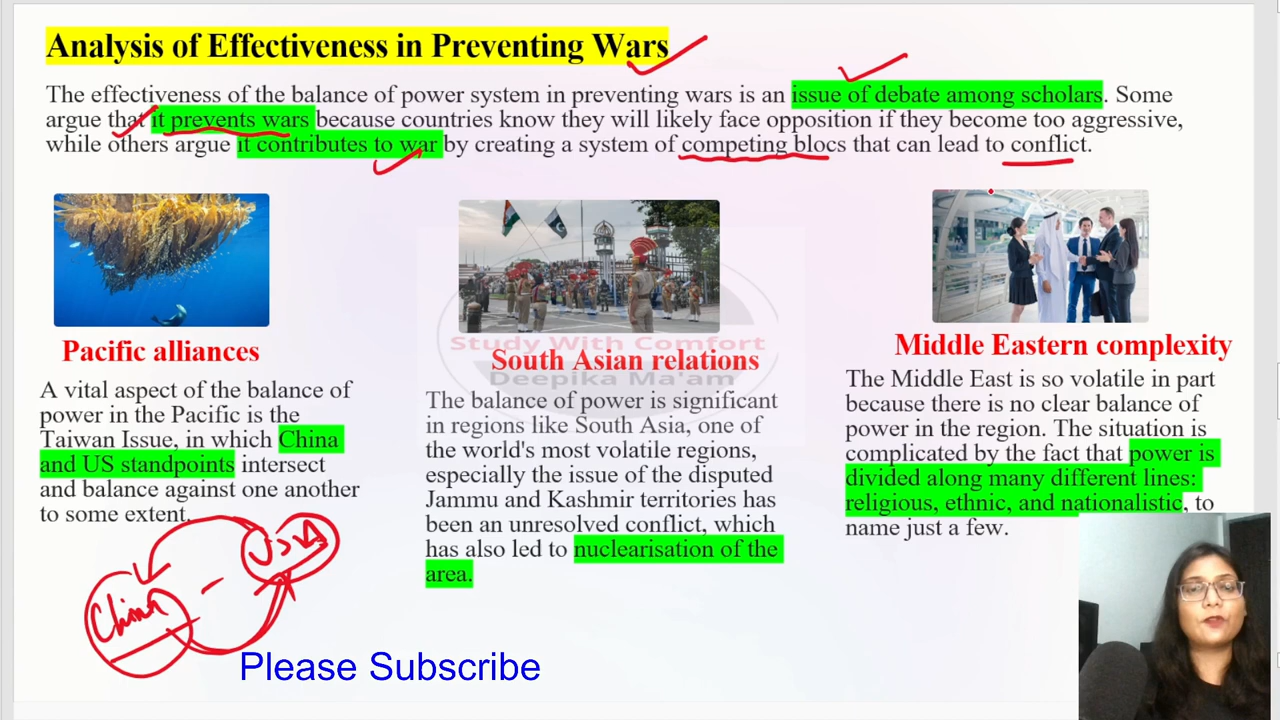 Analysis of Effectiveness in Preventing Wars
The effectiveness of the balance of power system in preventing wars is an issue of debate among scholars. Some
argue that it prevents wars because countries know they will likely face opposition if they become too aggressive,
while others argue it contributes to war by creating a system of competing blocs that can lead to conflict.
Study With Comfort
Deepika Ma'am
Pacific alliances
A vital aspect of the balance of
power in the Pacific is the
Taiwan Issue, in which China
and US standpoints intersect
and balance against one another
to some extent.
China - USA
South Asian relations
The balance of power is significant
in regions like South Asia, one of
the world's most volatile regions,
especially the issue of the disputed
Jammu and Kashmir territories has
been an unresolved conflict, which
has also led to nuclearisation of the
area.
Middle Eastern complexity
The Middle East is so volatile in part
because there is no clear balance of
power in the region. The situation is
complicated by the fact that power is
divided along many different lines:
religious, ethnic, and nationalistic, to
name just a few.
Please Subscribe